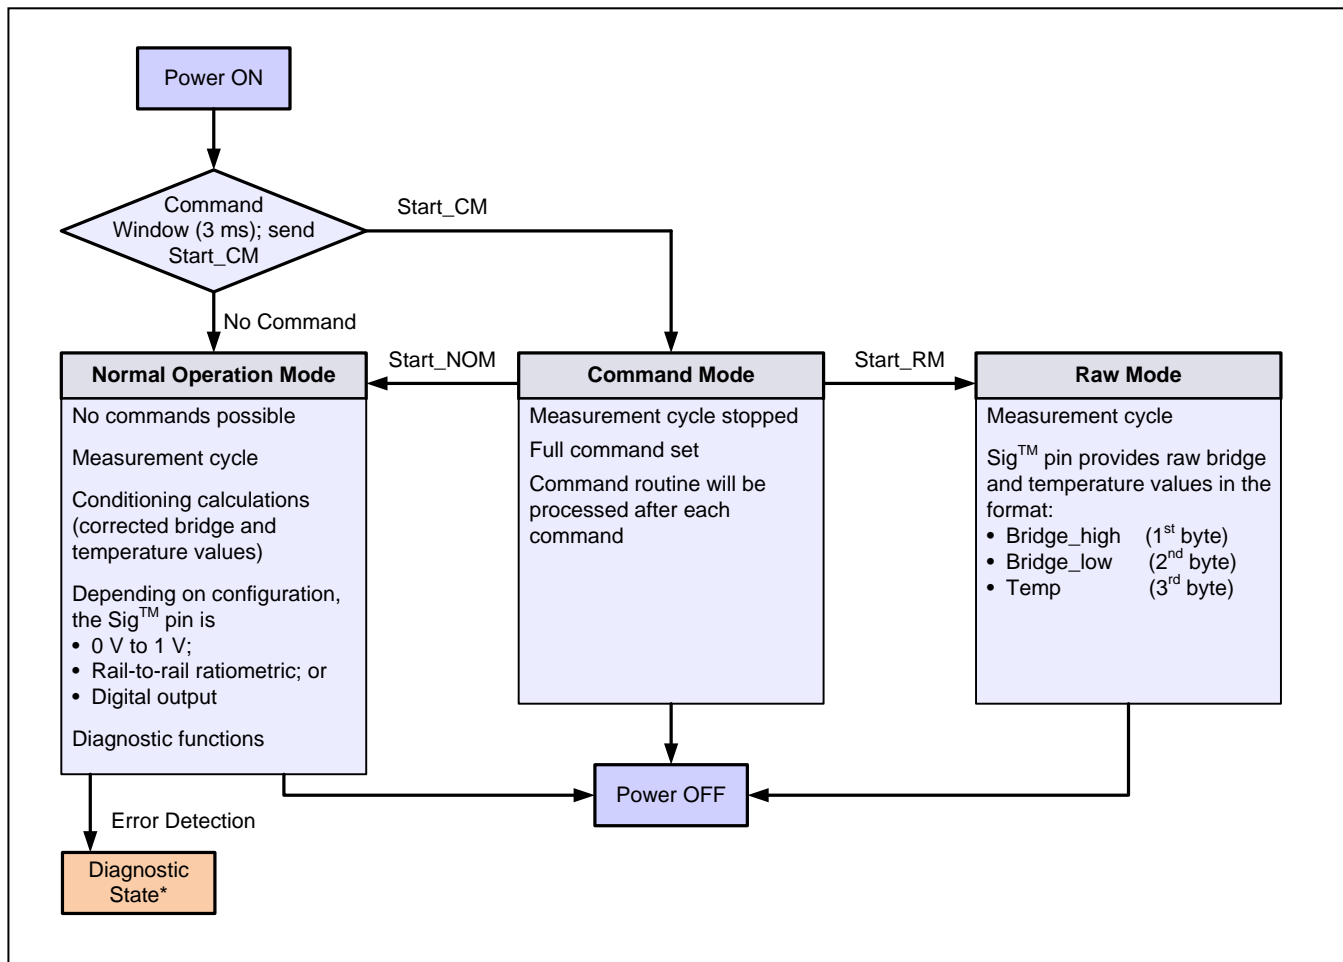 Power ON
Command
Window (3 ms); send
Start_CM
Start_CM
No Command
Normal Operation Mode
No commands possible
Measurement cycle
Conditioning calculations
(corrected bridge and
temperature values)
Depending on configuration,
the Sig™ pin is
• 0 V to 1 V;
• Rail-to-rail ratiometric; or
• Digital output
Diagnostic functions
Start_NOM
Command Mode
Measurement cycle stopped
Full command set
Command routine will be
processed after each
command
Start_RM
Raw Mode
Measurement cycle
Sig™ pin provides raw bridge
and temperature values in the
format:
• Bridge_high (1st byte)
• Bridge_low (2nd byte)
• Temp (3rd byte)
Power OFF
Error Detection
Diagnostic
State*